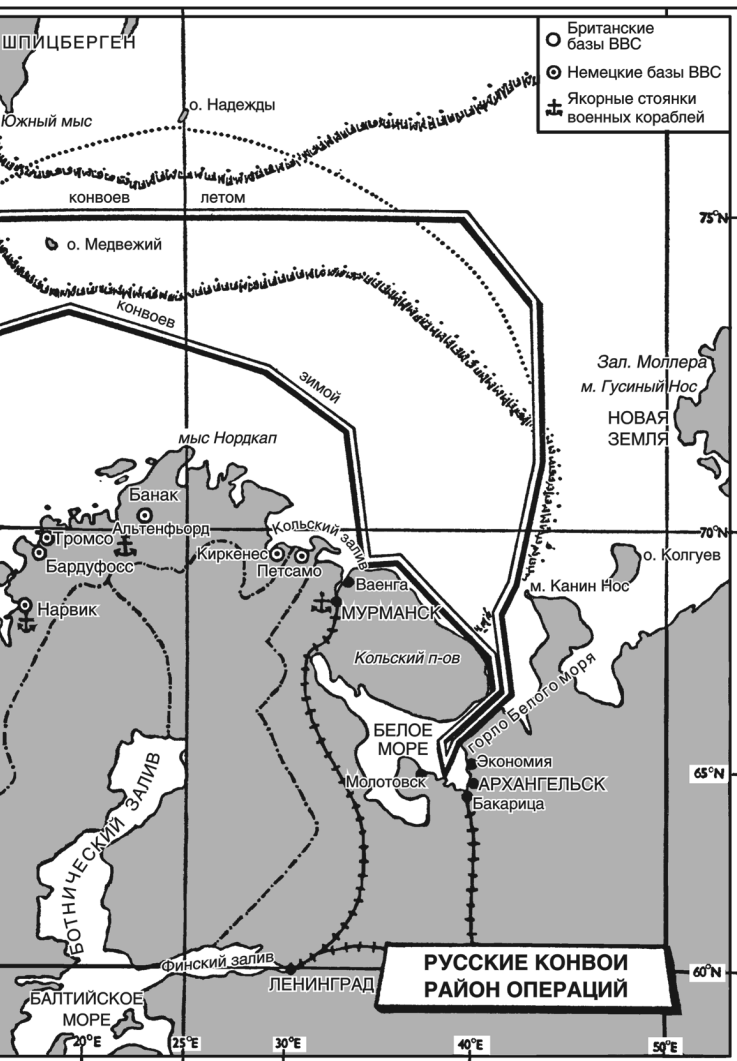 ШПИЦБЕРГЕН
Британские
базы ВВС
Немецкие базы ВВС
Якорные стоянки
военных кораблей
о. Надежды
Южный мыс
конвоев летом
75°N
о. Медвежий
конвоев
зимой
Зал. Моллера
м. Гусиный Нос
НОВАЯ
ЗЕМЛЯ
мыс Нордкап
Банак
Альтенфьорд
Тромсо
Бардуфосс
Нарвик
Кольский залив
Киркенес
Петсамо
Ваенга
МУРМАНСК
70°N
о. Колгуев
м. Канин Нос
Кольский п-ов
горло Белого моря
БЕЛОЕ
МОРЕ
Молотовск
Экономия
АРХАНГЕЛЬСК
Бакарица
65°N
БОТНИЧЕСКИЙ ЗАЛИВ
Финский залив
ЛЕНИНГРАД
РУССКИЕ КОНВОИ
РАЙОН ОПЕРАЦИЙ
60°N
БАЛТИЙСКОЕ
МОРЕ
20°E
25°E
30°E
40°E
50°E